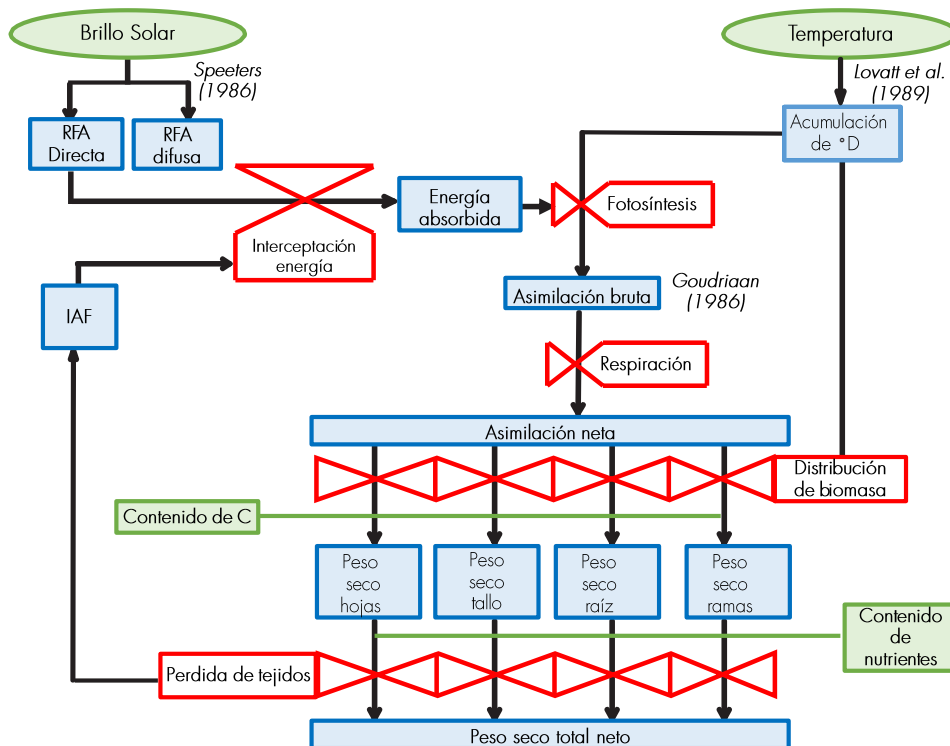 Brillo Solar
Temperatura
Speeters
(1986)
Lovatt et al.
(1989)
RFA
Directa
RFA
difusa
Acumulación
de °D
Energía
absorbida
Fotosíntesis
Interceptación
energía
Asimilación bruta
Goudriaan
(1986)
IAF
Respiración
Asimilación neta
Distribución
de biomasa
Contenido de C
Peso
seco
hojas
Peso
seco
tallo
Peso
seco
raíz
Peso
seco
ramas
Contenido
de
nutrientes
Perdida de tejidos
Peso seco total neto